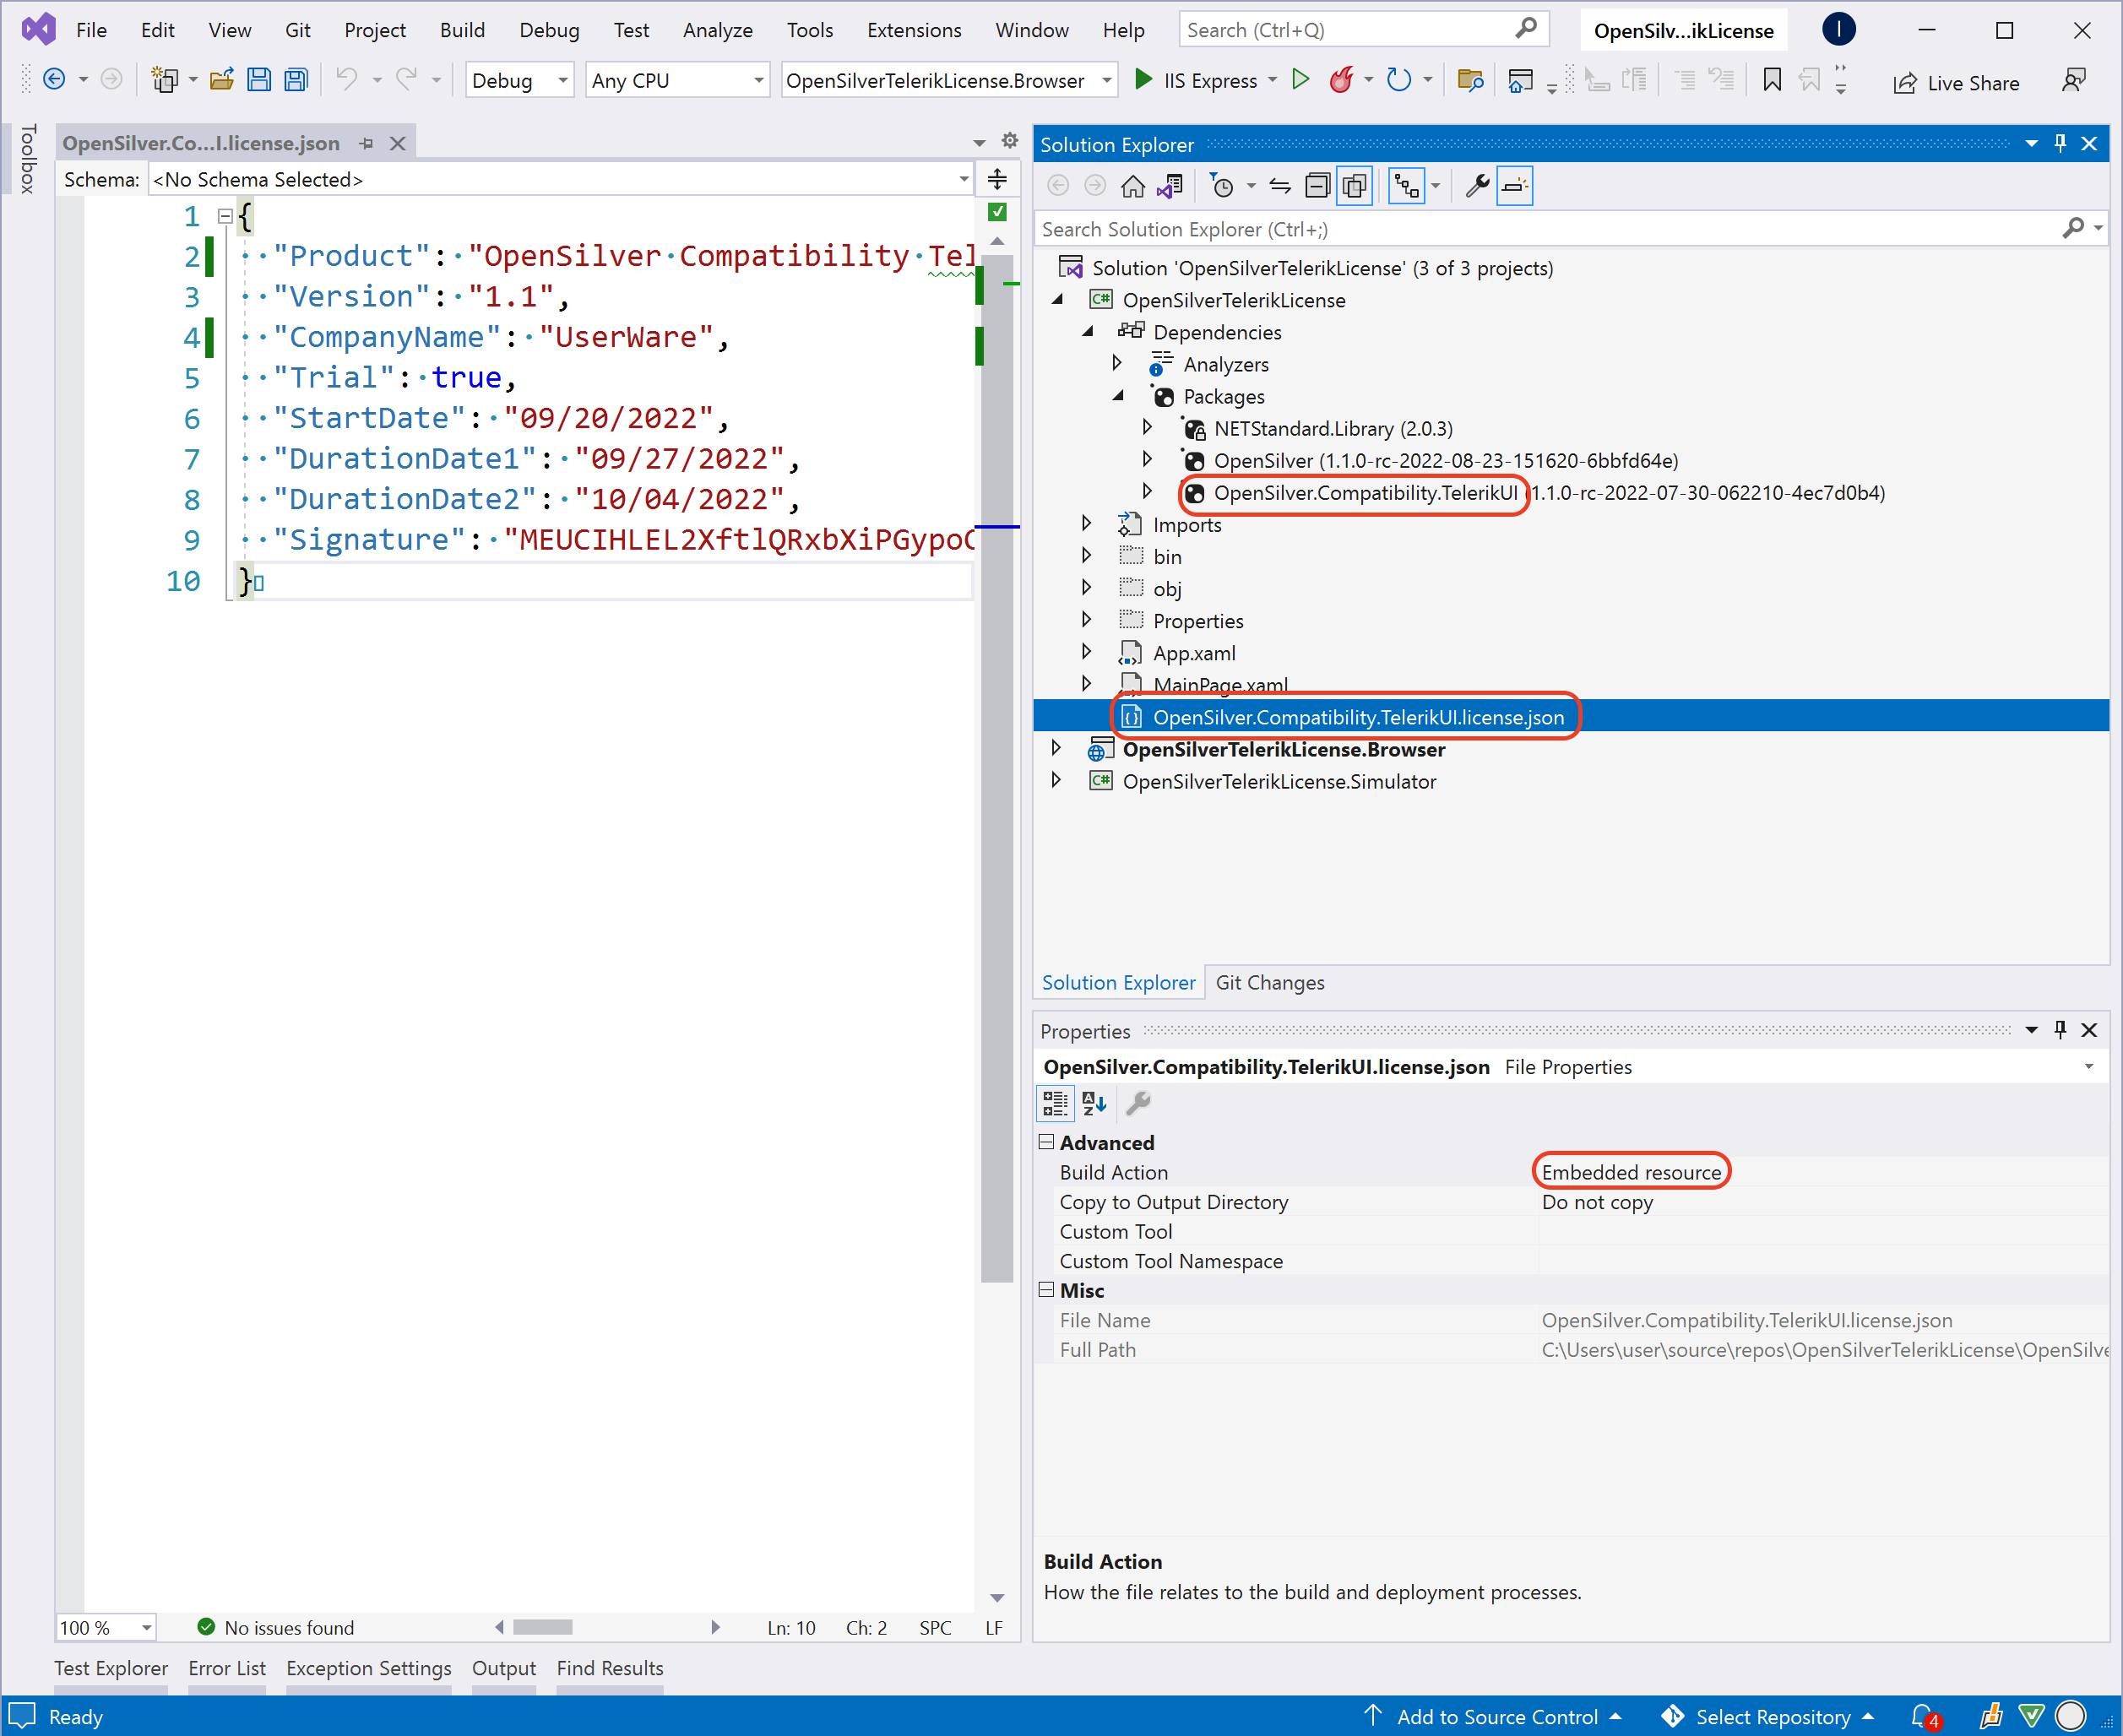 File Edit View Git Project Build Debug Test Analyze Tools Extensions Window Help Search (Ctrl+Q) OpenSilv...ikLicense I
Debug Any CPU OpenSilverTelerikLicense.Browser IIS Express Live Share
Toolbox
OpenSilver.Co...I.license.json
Schema: <No Schema Selected>
1 {
2 "Product": "OpenSilver Compatibility Tel
3 "Version": "1.1",
4 "CompanyName": "UserWare",
5 "Trial": true,
6 "StartDate": "09/20/2022",
7 "DurationDate1": "09/27/2022",
8 "DurationDate2": "10/04/2022",
9 "Signature": "MEUCIHLEL2XftlQRxbXiPGypoC
10 }
100 % No issues found Ln: 10 Ch: 2 SPC LF
Solution Explorer
Search Solution Explorer (Ctrl+;)
Solution 'OpenSilverTelerikLicense' (3 of 3 projects)
C# OpenSilverTelerikLicense
Dependencies
Analyzers
Packages
NETStandard.Library (2.0.3)
OpenSilver (1.1.0-rc-2022-08-23-151620-6bbfd64e)
OpenSilver.Compatibility.TelerikUI (1.1.0-rc-2022-07-30-062210-4ec7d0b4)
Imports
bin
obj
Properties
App.xaml
MainPage.xaml
OpenSilver.Compatibility.TelerikUI.license.json
OpenSilverTelerikLicense.Browser
C# OpenSilverTelerikLicense.Simulator
Solution Explorer Git Changes
Properties
OpenSilver.Compatibility.TelerikUI.license.json File Properties
Advanced
Build Action Embedded resource
Copy to Output Directory Do not copy
Custom Tool
Custom Tool Namespace
Misc
File Name OpenSilver.Compatibility.TelerikUI.license.json
Full Path C:\Users\user\source\repos\OpenSilverTelerikLicense\OpenSilve
Build Action
How the file relates to the build and deployment processes.
Test Explorer Error List Exception Settings Output Find Results
Ready Add to Source Control Select Repository 4